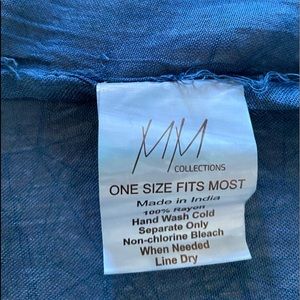 MM
COLLECTIONS
ONE SIZE FITS MOST
Made in India
100% Rayon
Hand Wash Cold
Separate Only
Non-chlorine Bleach
When Needed
Line Dry